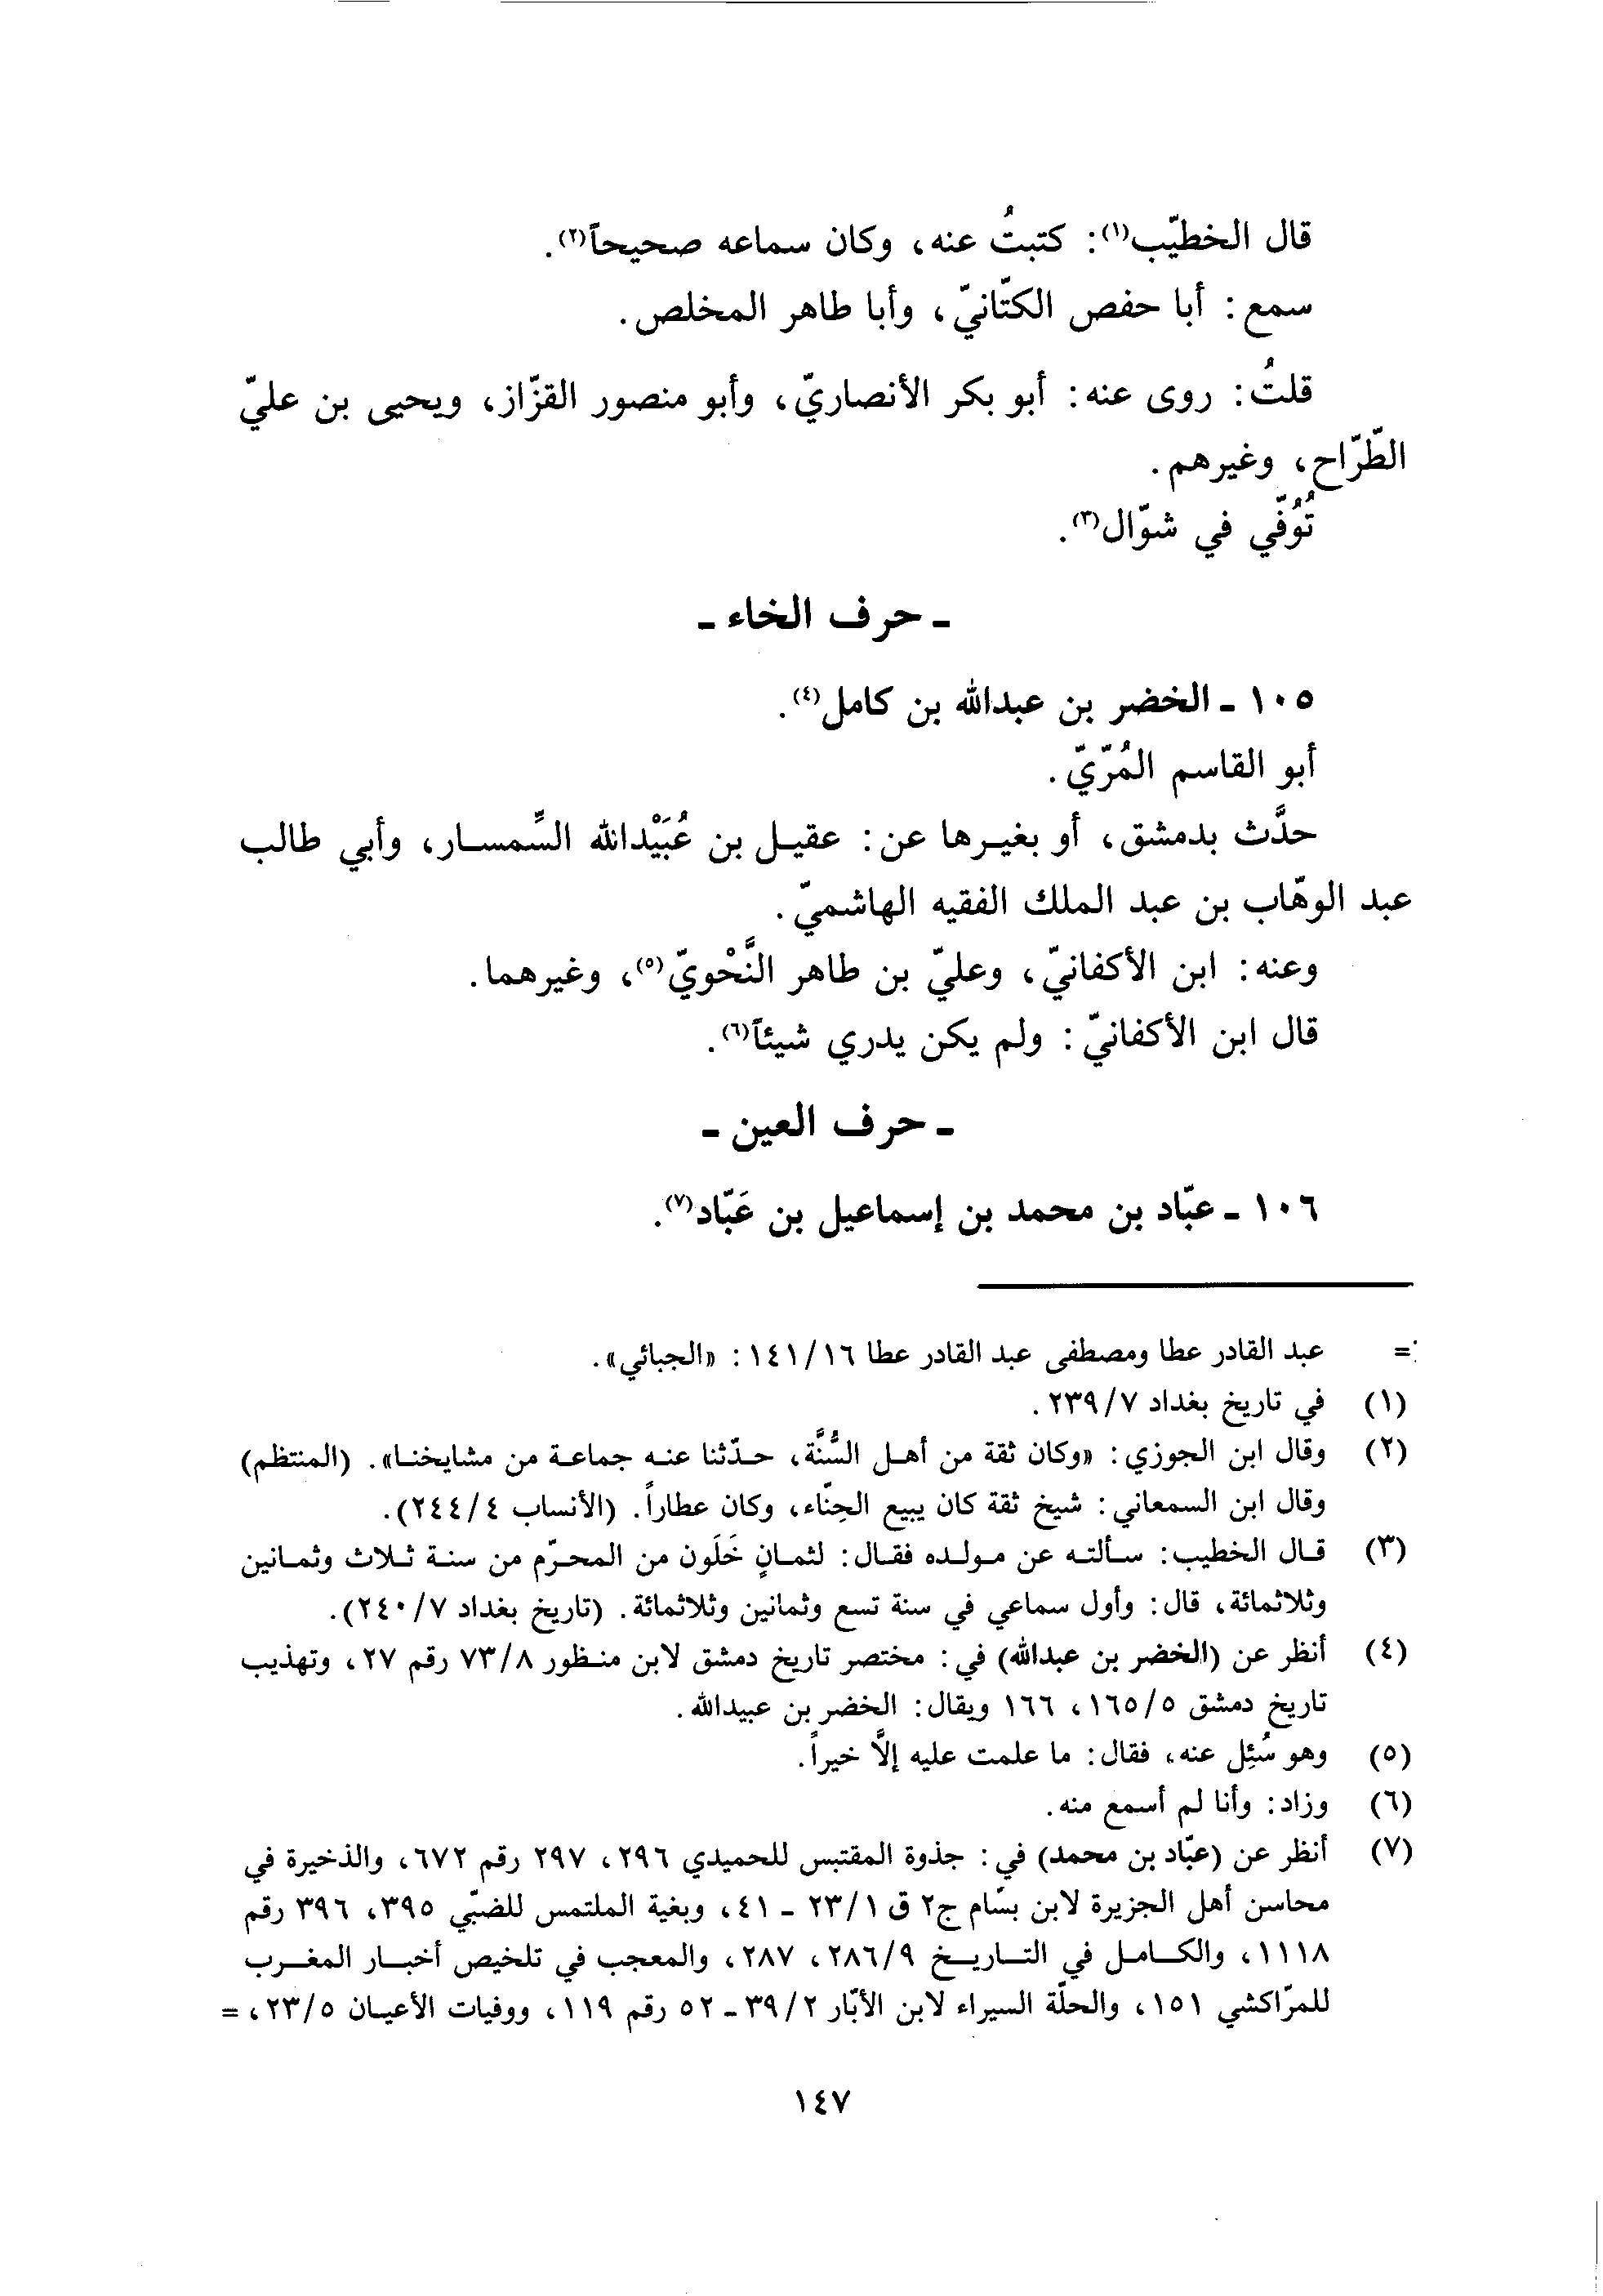 قال الخطيّب(١): كتبتُ عنه، وكان سماعه صحيحاً(٢).
سمع: أبا حفص الكتّانيّ، وأبا طاهر المخلص.
قلتُ: روى عنه: أبو بكر الأنصاريّ، وأبو منصور القزّاز، ويحيى بن عليّ
الطّرّاح، وغيرهم.
تُوُفّي في شوّال(٣).
ـ حرف الخاء ـ
١٠٥ ـ الخضر بن عبدالله بن كامل(٤).
أبو القاسم المُرّيّ.
حدَّث بدمشق، أو بغيرها عن: عقيل بن عُبَيْدالله السِّمسار، وأبي طالب
عبد الوهّاب بن عبد الملك الفقيه الهاشميّ.
وعنه: ابن الأكفانيّ، وعليّ بن طاهر النَّحْويّ(٥)، وغيرهما.
قال ابن الأكفانيّ: ولم يكن يدري شيئاً(٦).
ـ حرف العين ـ
١٠٦ ـ عبّاد بن محمد بن إسماعيل بن عَبّاد(٧).
= عبد القادر عطا ومصطفى عبد القادر عطا ١٤١/١٦: «الجبائي».
(١) في تاريخ بغداد ٢٣٩/٧.
(٢) وقال ابن الجوزي: «وكان ثقة من أهل السُّنَّة، حدّثنا عنه جماعة من مشايخنا». (المنتظم)
وقال ابن السمعاني: شيخ ثقة كان يبيع الحِنّاء، وكان عطاراً. (الأنساب ٢٤٤/٤).
(٣) قال الخطيب: سألته عن مولده فقال: لثمانٍ خَلَون من المحرّم من سنة ثلاث وثمانين
وثلاثمائة، قال: وأول سماعي في سنة تسع وثمانين وثلاثمائة. (تاريخ بغداد ٢٤٠/٧).
(٤) أنظر عن (الخضر بن عبدالله) في: مختصر تاريخ دمشق لابن منظور ٧٣/٨ رقم ٢٧، وتهذيب
تاريخ دمشق ١٦٥/٥، ١٦٦ ويقال: الخضر بن عبيدالله.
(٥) وهو سُئِل عنه، فقال: ما علمت عليه إلَّا خيراً.
(٦) وزاد: وأنا لم أسمع منه.
(٧) أنظر عن (عبّاد بن محمد) في: جذوة المقتبس للحميدي ٢٩٦، ٢٩٧ رقم ٦٧٢، والذخيرة في
محاسن أهل الجزيرة لابن بسّام ج٢ ق ٢٣/١ ـ ٤١، وبغية الملتمس للضبّي ٣٩٥، ٣٩٦ رقم
١١١٨، والكامل في التاريخ ٢٨٦/٩، ٢٨٧، والمعجب في تلخيص أخبار المغرب
للمرّاكشي ١٥١، والحلّة السيراء لابن الأبّار ٣٩/٢ ـ ٥٢ رقم ١١٩، ووفيات الأعيان ٢٣/٥، =
١٤٧